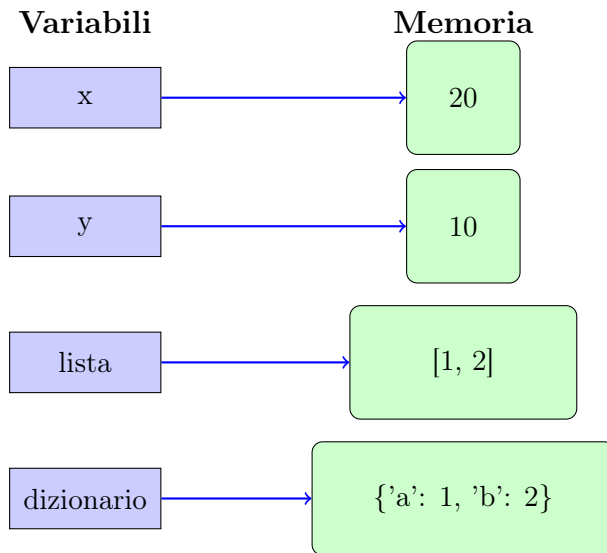 Variabili Memoria
x 20
y 10
lista [1, 2]
dizionario {'a': 1, 'b': 2}